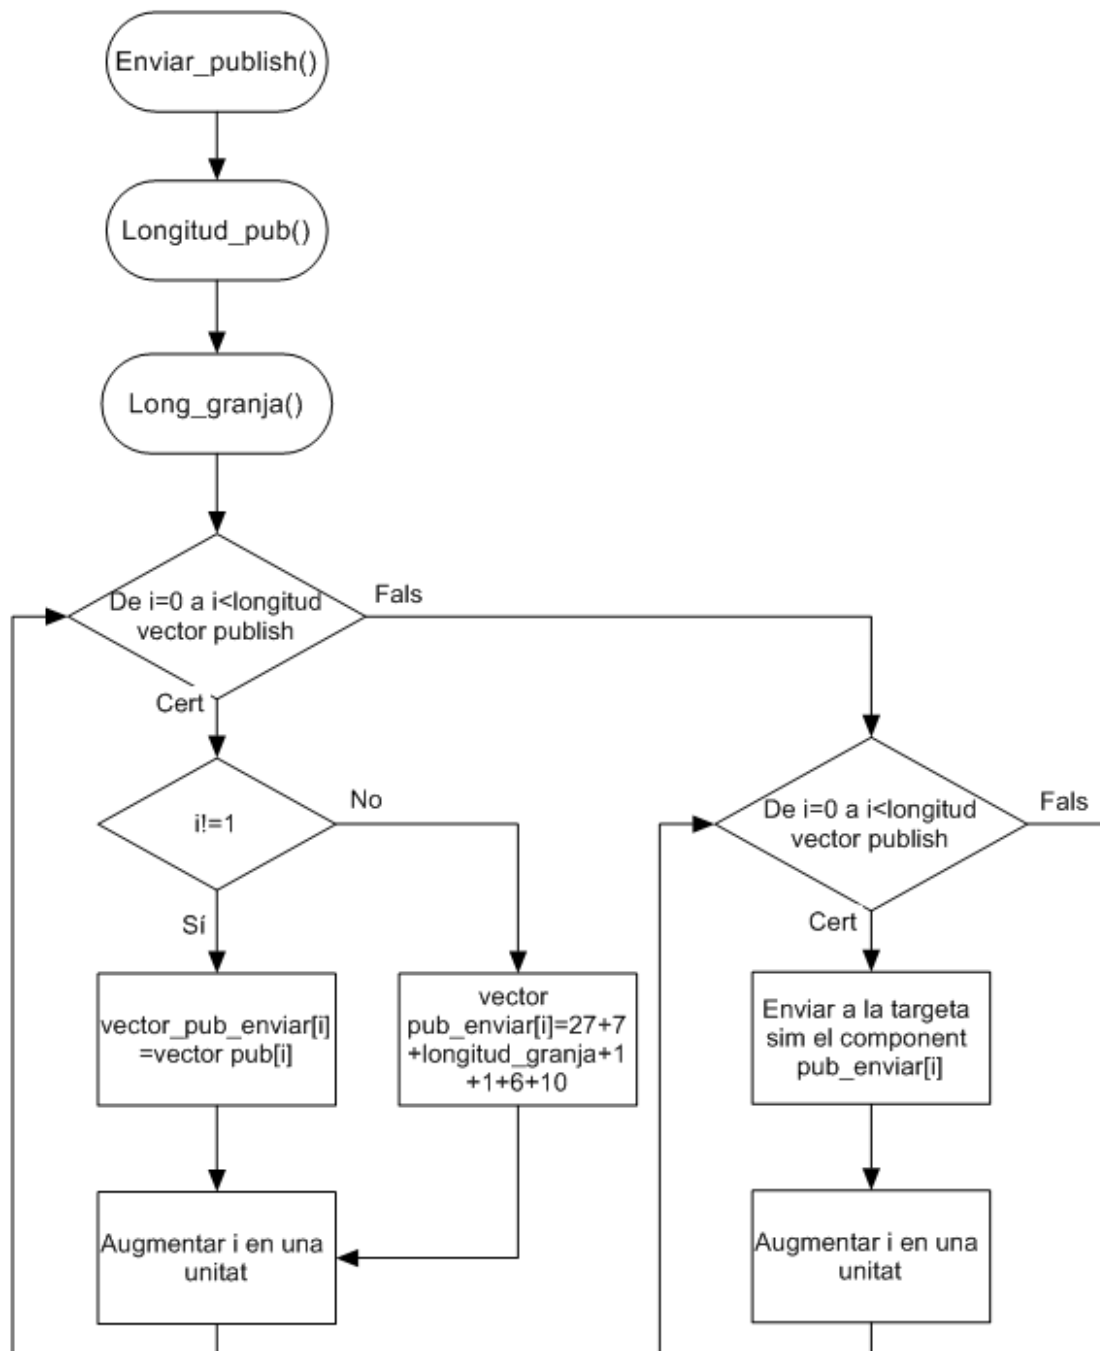 Enviar_publish()
Longitud_pub()
Long_granja()
De i=0 a i<longitud
vector publish
Fals
Cert
i!=1
No
Sí
vector_pub_enviar[i]
=vector pub[i]
vector
pub_enviar[i]=27+7
+longitud_granja+1
+1+6+10
Augmentar i en una
unitat
De i=0 a i<longitud
vector publish
Fals
Cert
Enviar a la targeta
sim el component
pub_enviar[i]
Augmentar i en una
unitat